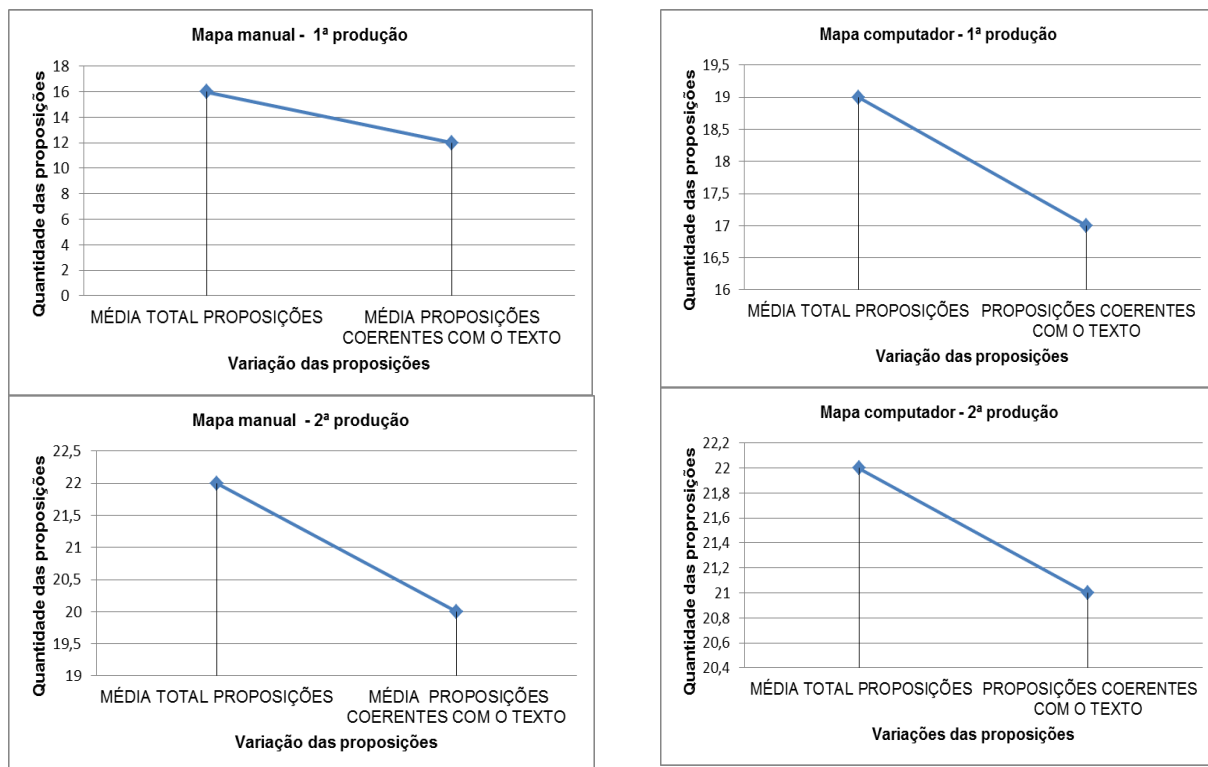 Mapa manual - 1ª produção
Quantidade das proposições
18
16
14
12
10
8
6
4
2
0
MÉDIA TOTAL PROPOSIÇÕES
MÉDIA PROPOSIÇÕES
COERENTES COM O TEXTO
Variação das proposições
Mapa computador - 1ª produção
Quantidade das proposições
19,5
19
18,5
18
17,5
17
16,5
16
MÉDIA TOTAL PROPOSIÇÕES
PROPOSIÇÕES COERENTES
COM O TEXTO
Variação das proposições
Mapa manual - 2ª produção
Quantidade das proposições
22,5
22
21,5
21
20,5
20
19,5
19
MÉDIA TOTAL PROPOSIÇÕES
MÉDIA PROPOSIÇÕES
COERENTES COM O TEXTO
Variação das proposições
Mapa computador - 2ª produção
Quantidade das proprosições
22,2
22
21,8
21,6
21,4
21,2
21
20,8
20,6
20,4
MÉDIA TOTAL PROPOSIÇÕES
PROPOSIÇÕES COERENTES
COM O TEXTO
Variações das proposições